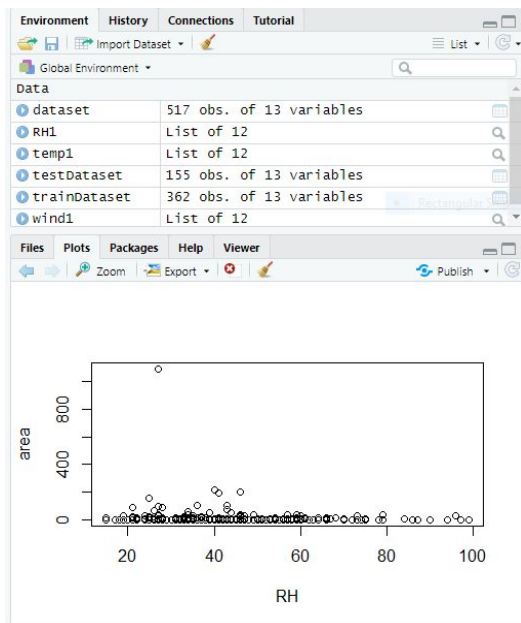 Environment History Connections Tutorial
Import Dataset List
Global Environment
Data
dataset 517 obs. of 13 variables
RH1 List of 12
temp1 List of 12
testDataset 155 obs. of 13 variables
trainDataset 362 obs. of 13 variables
wind1 List of 12
Files Plots Packages Help Viewer
Zoom Export Publish
800
area
400
0
20 40 60 80 100
RH